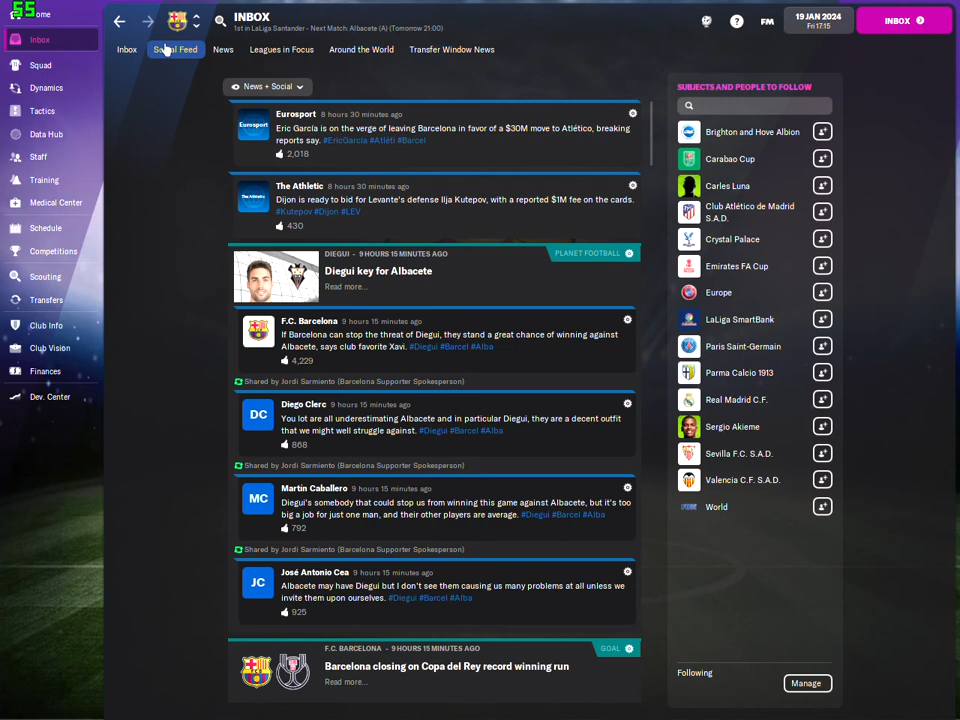 55
Home
INBOX
1st in LaLiga Santander - Next Match: Albacete (A) (Tomorrow 21:00)
FM
19 JAN 2024
Fri 17:15
INBOX
Inbox
Inbox
Social Feed
News
Leagues in Focus
Around the World
Transfer Window News
Squad
Dynamics
Tactics
Data Hub
Staff
Training
Medical Center
Schedule
Competitions
Scouting
Transfers
Club Info
Club Vision
Finances
Dev. Center
News + Social
Eurosport 8 hours 30 minutes ago
Eric García is on the verge of leaving Barcelona in favor of a $30M move to Atlético, breaking
reports say. #EricGarcía #Atléti #Barcel
2,018
The Athletic 8 hours 30 minutes ago
Dijon is ready to bid for Levante's defense Ilja Kutepov, with a reported $1M fee on the cards.
#Kutepov #Dijon #LEV
430
DIEGUI - 9 HOURS 15 MINUTES AGO
PLANET FOOTBALL
Diegui key for Albacete
Read more...
F.C. Barcelona 9 hours 15 minutes ago
If Barcelona can stop the threat of Diegui, they stand a great chance of winning against
Albacete, says club favorite Xavi. #Diegui #Barcel #Alba
4,229
Shared by Jordi Sarmiento (Barcelona Supporter Spokesperson)
DC
Diego Clerc 9 hours 15 minutes ago
You lot are all underestimating Albacete and in particular Diegui, they are a decent outfit
that we might well struggle against. #Diegui #Barcel #Alba
868
Shared by Jordi Sarmiento (Barcelona Supporter Spokesperson)
MC
Martín Caballero 9 hours 15 minutes ago
Diegui's somebody that could stop us from winning this game against Albacete, but it's too
big a job for just one man, and their other players are average. #Diegui #Barcel #Alba
792
Shared by Jordi Sarmiento (Barcelona Supporter Spokesperson)
JC
José Antonio Cea 9 hours 15 minutes ago
Albacete may have Diegui but I don't see them causing us many problems at all unless we
invite them upon ourselves. #Diegui #Barcel #Alba
925
F.C. BARCELONA - 9 HOURS 15 MINUTES AGO
GOAL
Barcelona closing on Copa del Rey record winning run
Read more...
SUBJECTS AND PEOPLE TO FOLLOW
Brighton and Hove Albion
Carabao Cup
Carles Luna
Club Atlético de Madrid
S.A.D.
Crystal Palace
Emirates FA Cup
Europe
LaLiga SmartBank
Paris Saint-Germain
Parma Calcio 1913
Real Madrid C.F.
Sergio Akieme
Sevilla F.C. S.A.D.
Valencia C.F. S.A.D.
World
Following
Manage